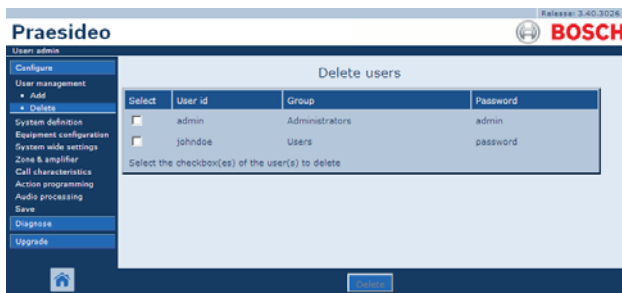 Release: 3.40.3026
Praesideo
BOSCH
User: admin
Configure
User management
• Add
• Delete
System definition
Equipment configuration
System wide settings
Zone & amplifier
Call characteristics
Action programming
Audio processing
Save
Diagnose
Upgrade
Delete users
Select User id Group Password
admin Administrators admin
johndoe Users password
Select the checkbox(es) of the user(s) to delete
Delete